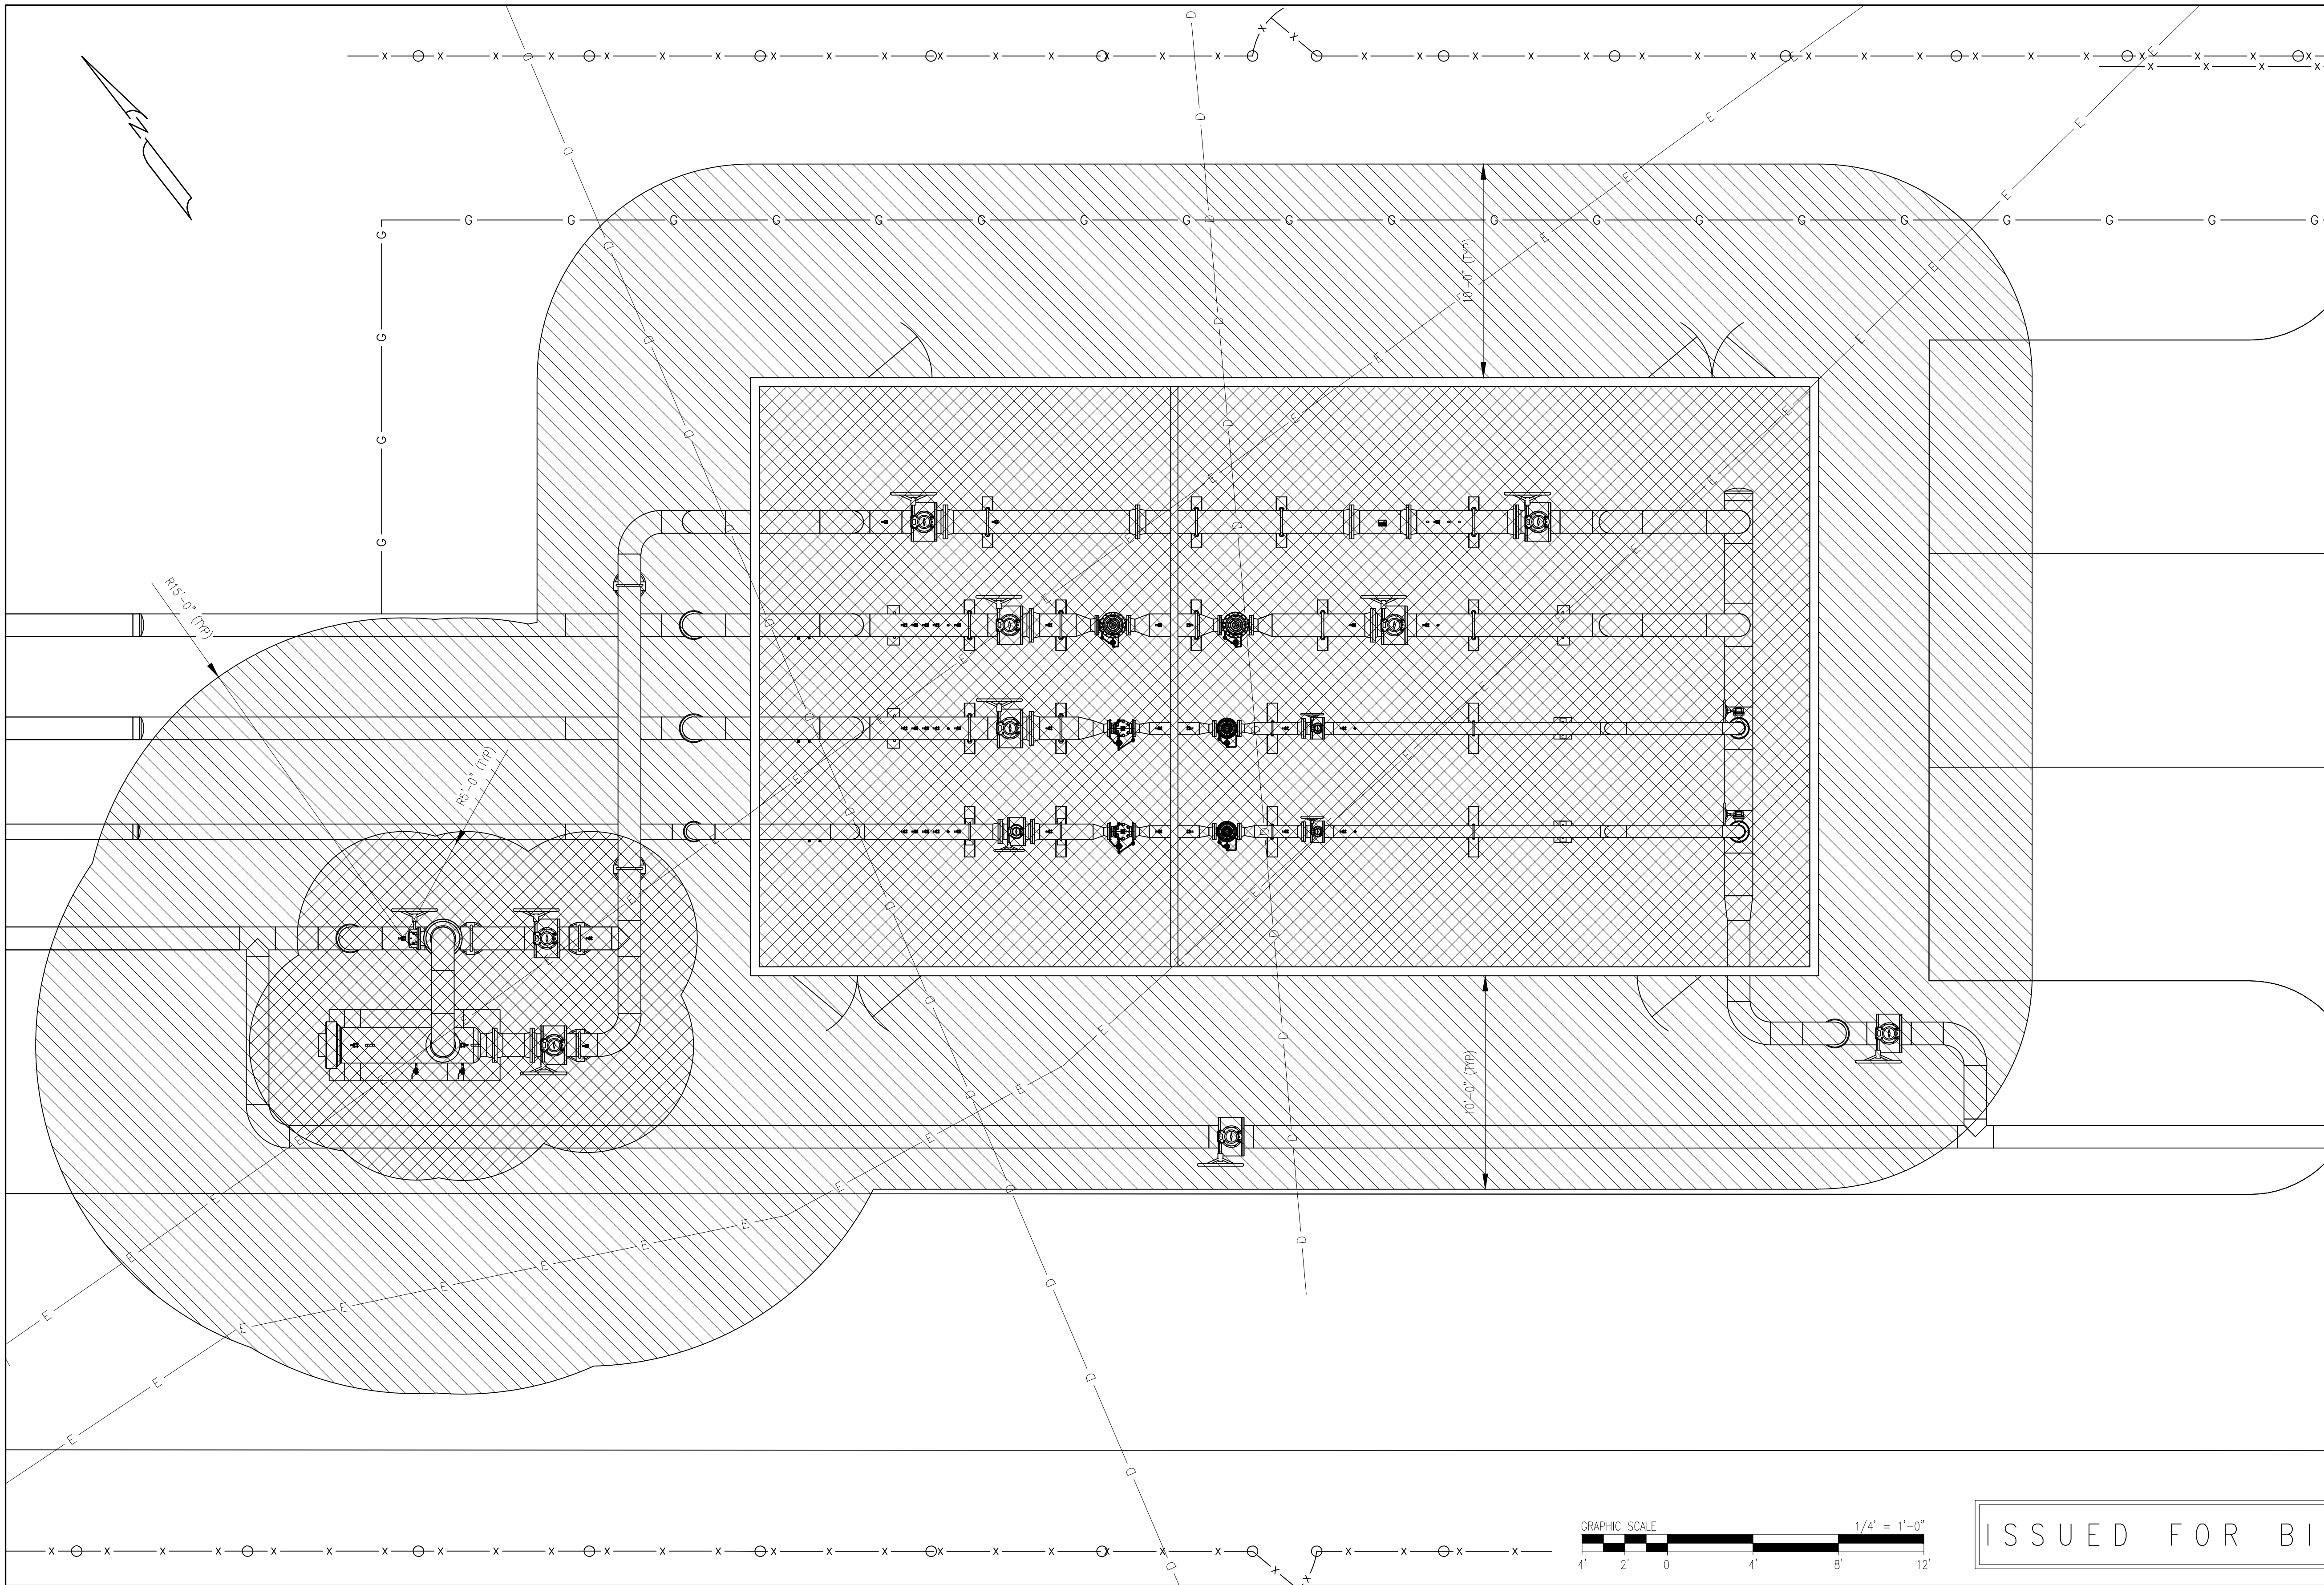 N
10'-0" (TYP)
R15'-0" (TYP)
R5'-0" (TYP)
10'-0" (TYP)
GRAPHIC SCALE 1/4' = 1'-0"
4' 2' 0 4' 8' 12'
ISSUED FOR BI
X X X X X X X X X X X X X X X
D D D D D D D D D D D D D D
E E E E E E E E E E E E E E
G G G G G G G G G G G G G G G G G G G
G G G G